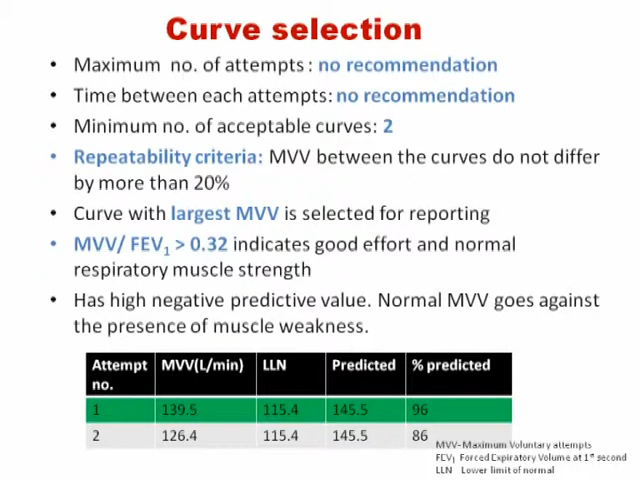 Curve selection
• Maximum no. of attempts : no recommendation
• Time between each attempts: no recommendation
• Minimum no. of acceptable curves: 2
• Repeatability criteria: MVV between the curves do not differ
by more than 20%
• Curve with largest MVV is selected for reporting
• MVV/ FEV₁ > 0.32 indicates good effort and normal
respiratory muscle strength
• Has high negative predictive value. Normal MVV goes against
the presence of muscle weakness.
Attempt no. MVV(L/min) LLN Predicted % predicted
1 139.5 115.4 145.5 96
2 126.4 115.4 145.5 86
MVV- Maximum Voluntary attempts
FEV₁ Forced Expiratory Volume at 1st second
LLN Lower limit of normal